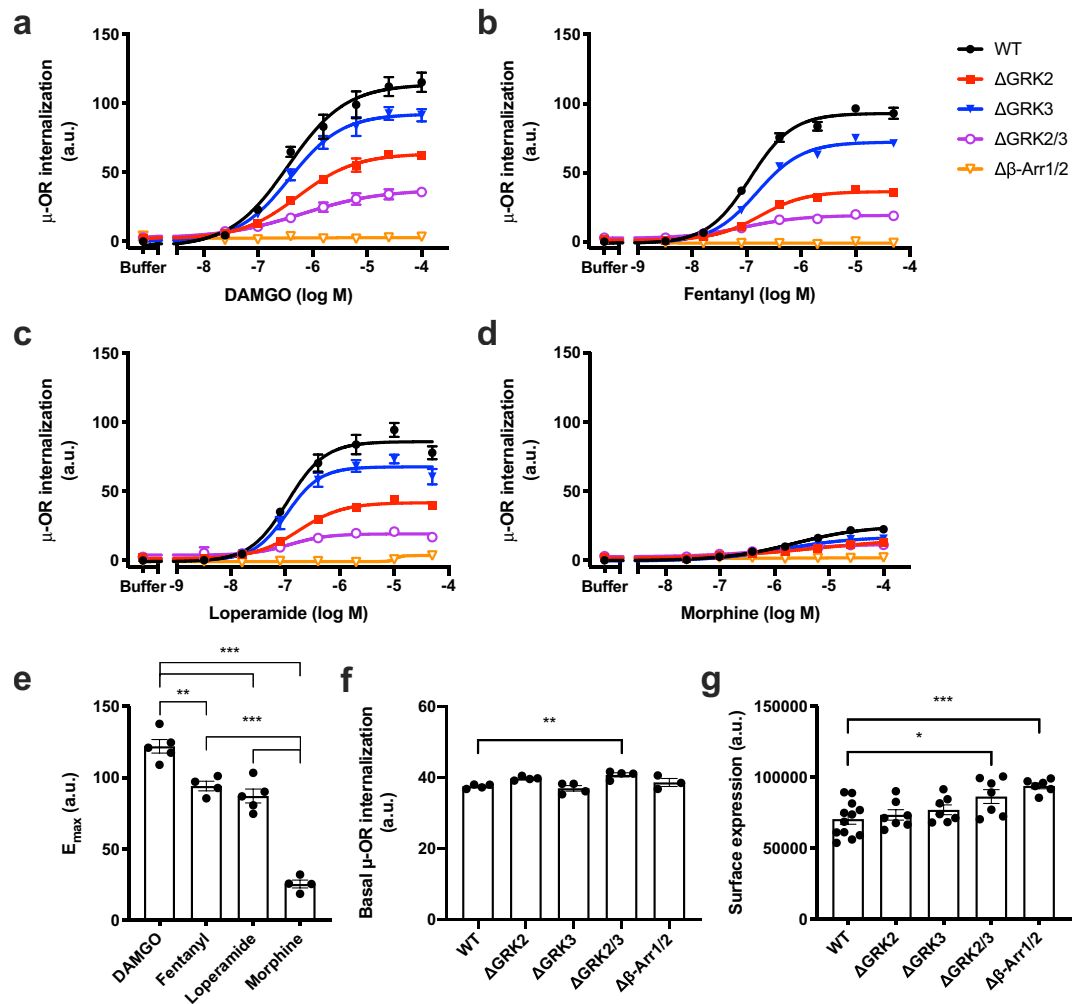 a
150
100
50
0
μ-OR internalization
(a.u.)
Buffer
-8
-7
-6
-5
-4
DAMGO (log M)
b
150
100
50
0
μ-OR internalization
(a.u.)
Buffer
-9
-8
-7
-6
-5
-4
Fentanyl (log M)
WT
ΔGRK2
ΔGRK3
ΔGRK2/3
Δβ-Arr1/2
c
150
100
50
0
μ-OR internalization
(a.u.)
Buffer
-9
-8
-7
-6
-5
-4
Loperamide (log M)
d
150
100
50
0
μ-OR internalization
(a.u.)
Buffer
-8
-7
-6
-5
-4
Morphine (log M)
e
***
**
***
150
100
50
0
Emax (a.u)
DAMGO
Fentanyl
Loperamide
Morphine
f
**
60
40
20
0
Basal μ-OR internalization
(a.u.)
WT
ΔGRK2
ΔGRK3
ΔGRK2/3
Δβ-Arr1/2
g
***
*
150000
100000
50000
0
Surface expression (a.u.)
WT
ΔGRK2
ΔGRK3
ΔGRK2/3
Δβ-Arr1/2